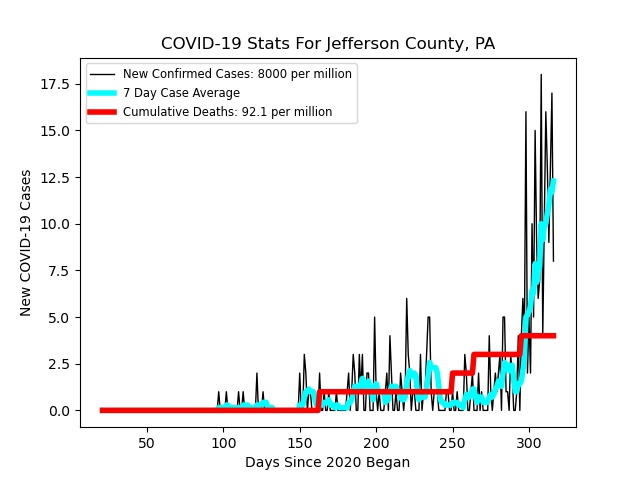 COVID-19 Stats For Jefferson County, PA
New Confirmed Cases: 8000 per million
7 Day Case Average
Cumulative Deaths: 92.1 per million
17.5
15.0
12.5
10.0
7.5
5.0
2.5
0.0
New COVID-19 Cases
50 100 150 200 250 300
Days Since 2020 Began